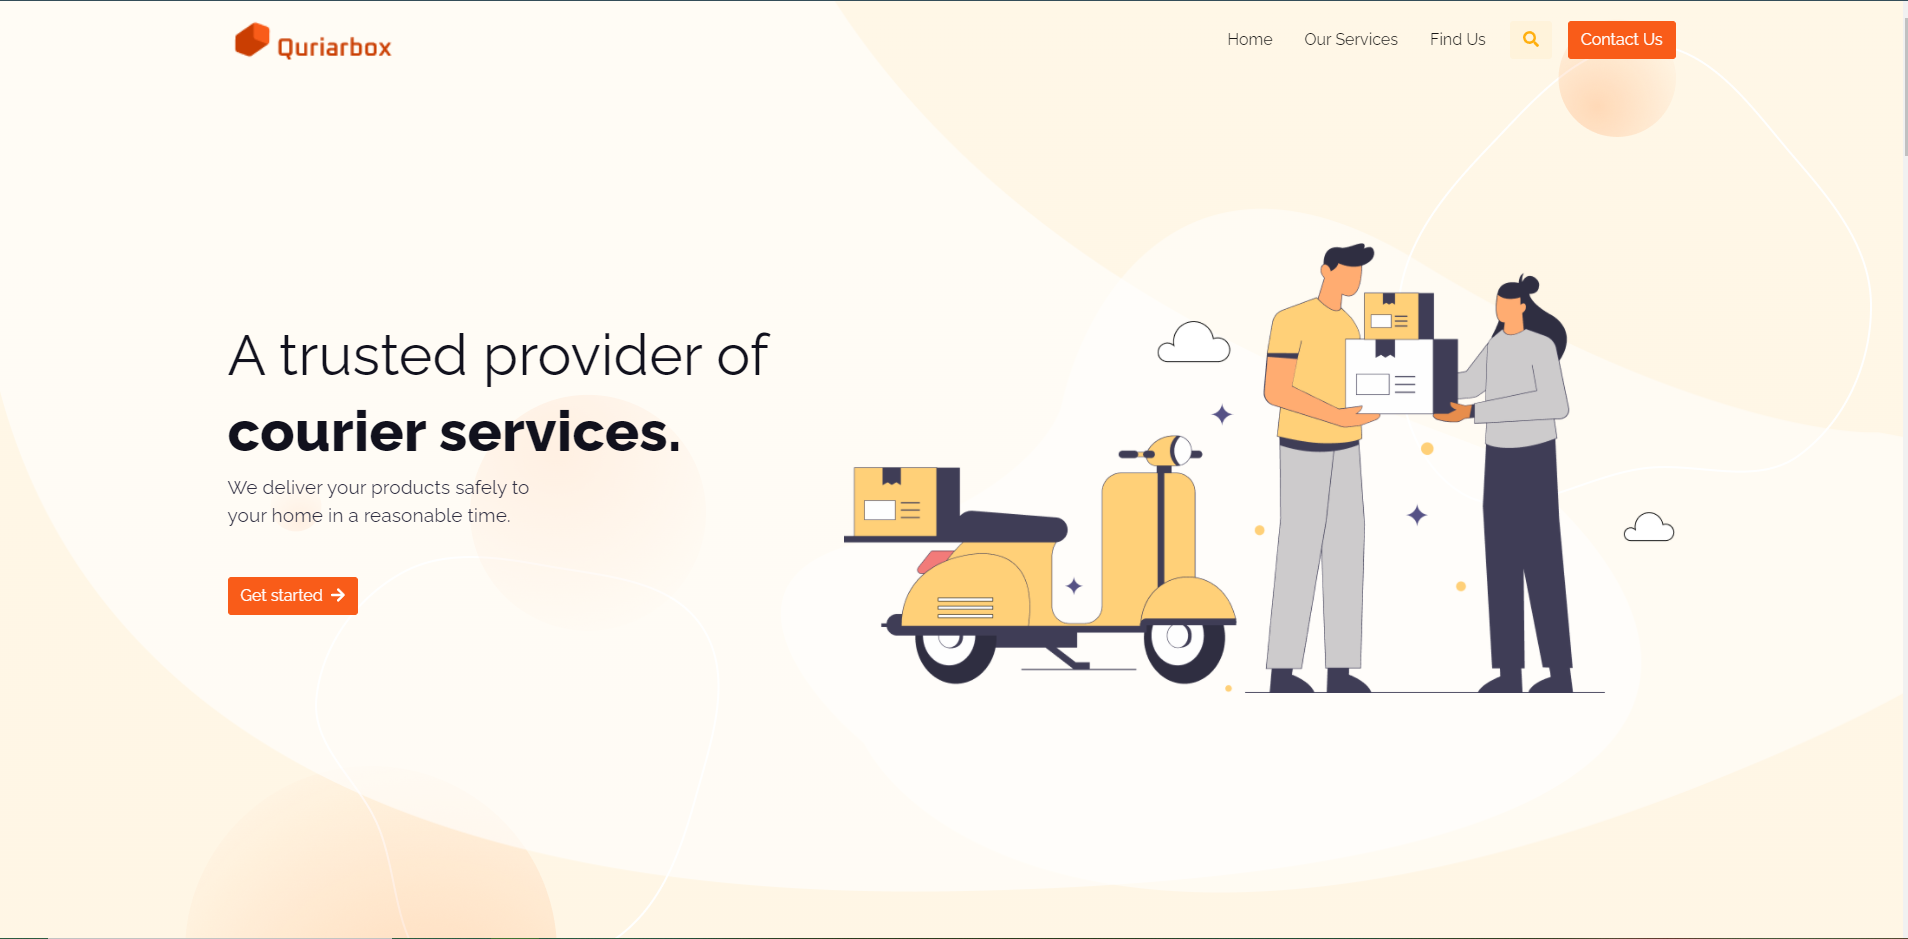 Quriarbox
Home
Our Services
Find Us
Contact Us
A trusted provider of
courier services.
We deliver your products safely to
your home in a reasonable time.
Get started